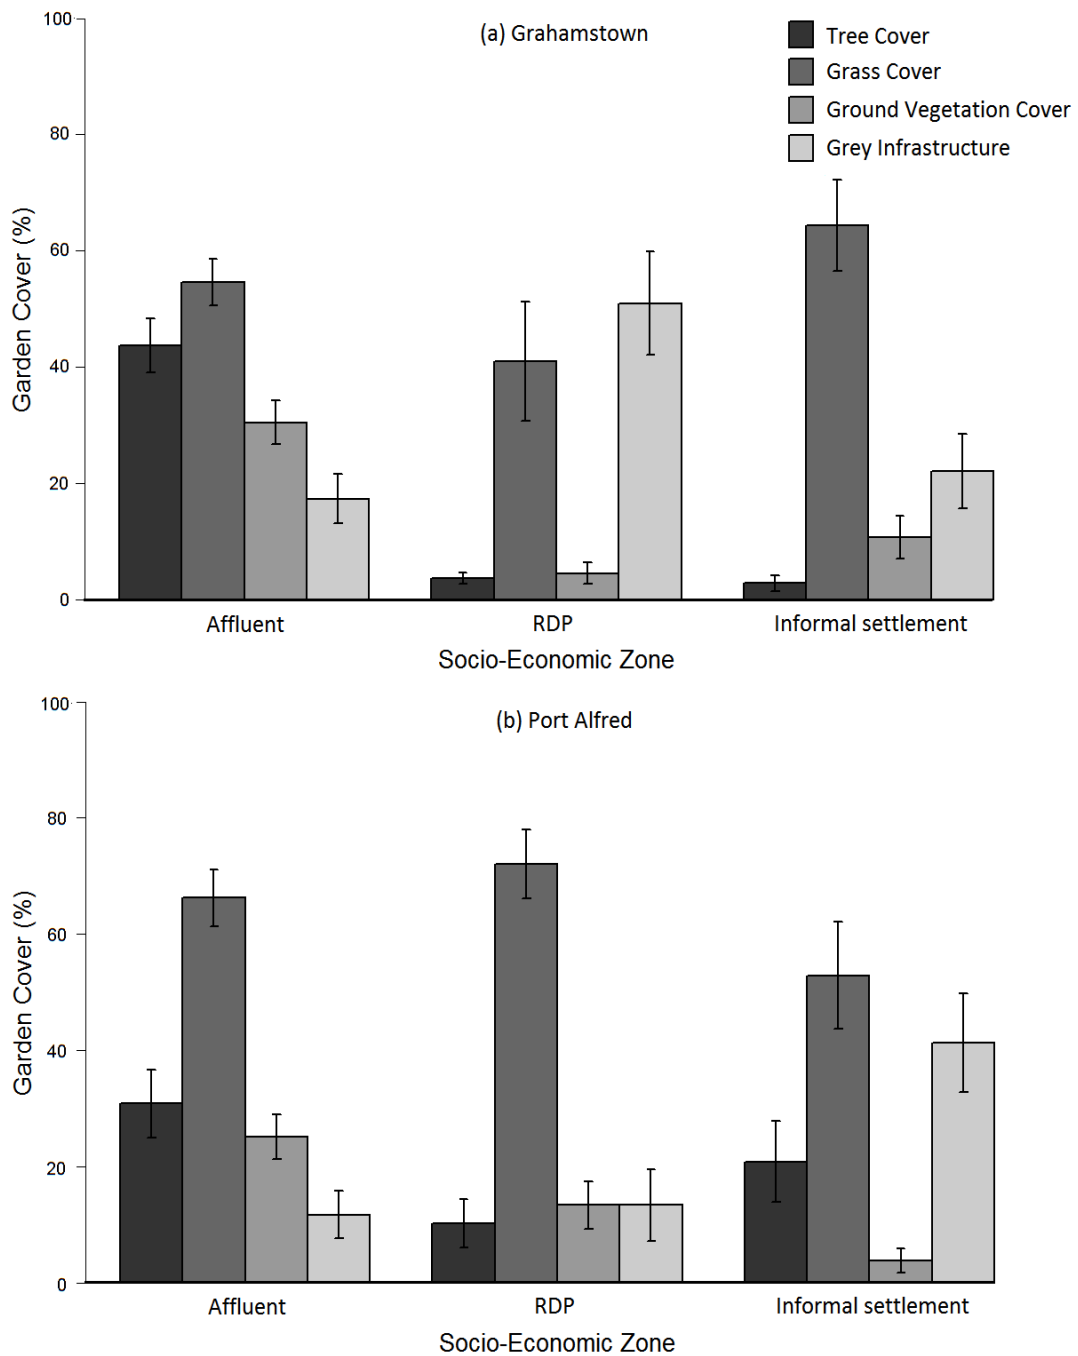 (a) Grahamstown
Tree Cover
Grass Cover
Ground Vegetation Cover
Grey Infrastructure
Garden Cover (%)
100
80
60
40
20
0
Affluent
RDP
Informal settlement
Socio-Economic Zone
(b) Port Alfred
Garden Cover (%)
100
80
60
40
20
0
Affluent
RDP
Informal settlement
Socio-Economic Zone